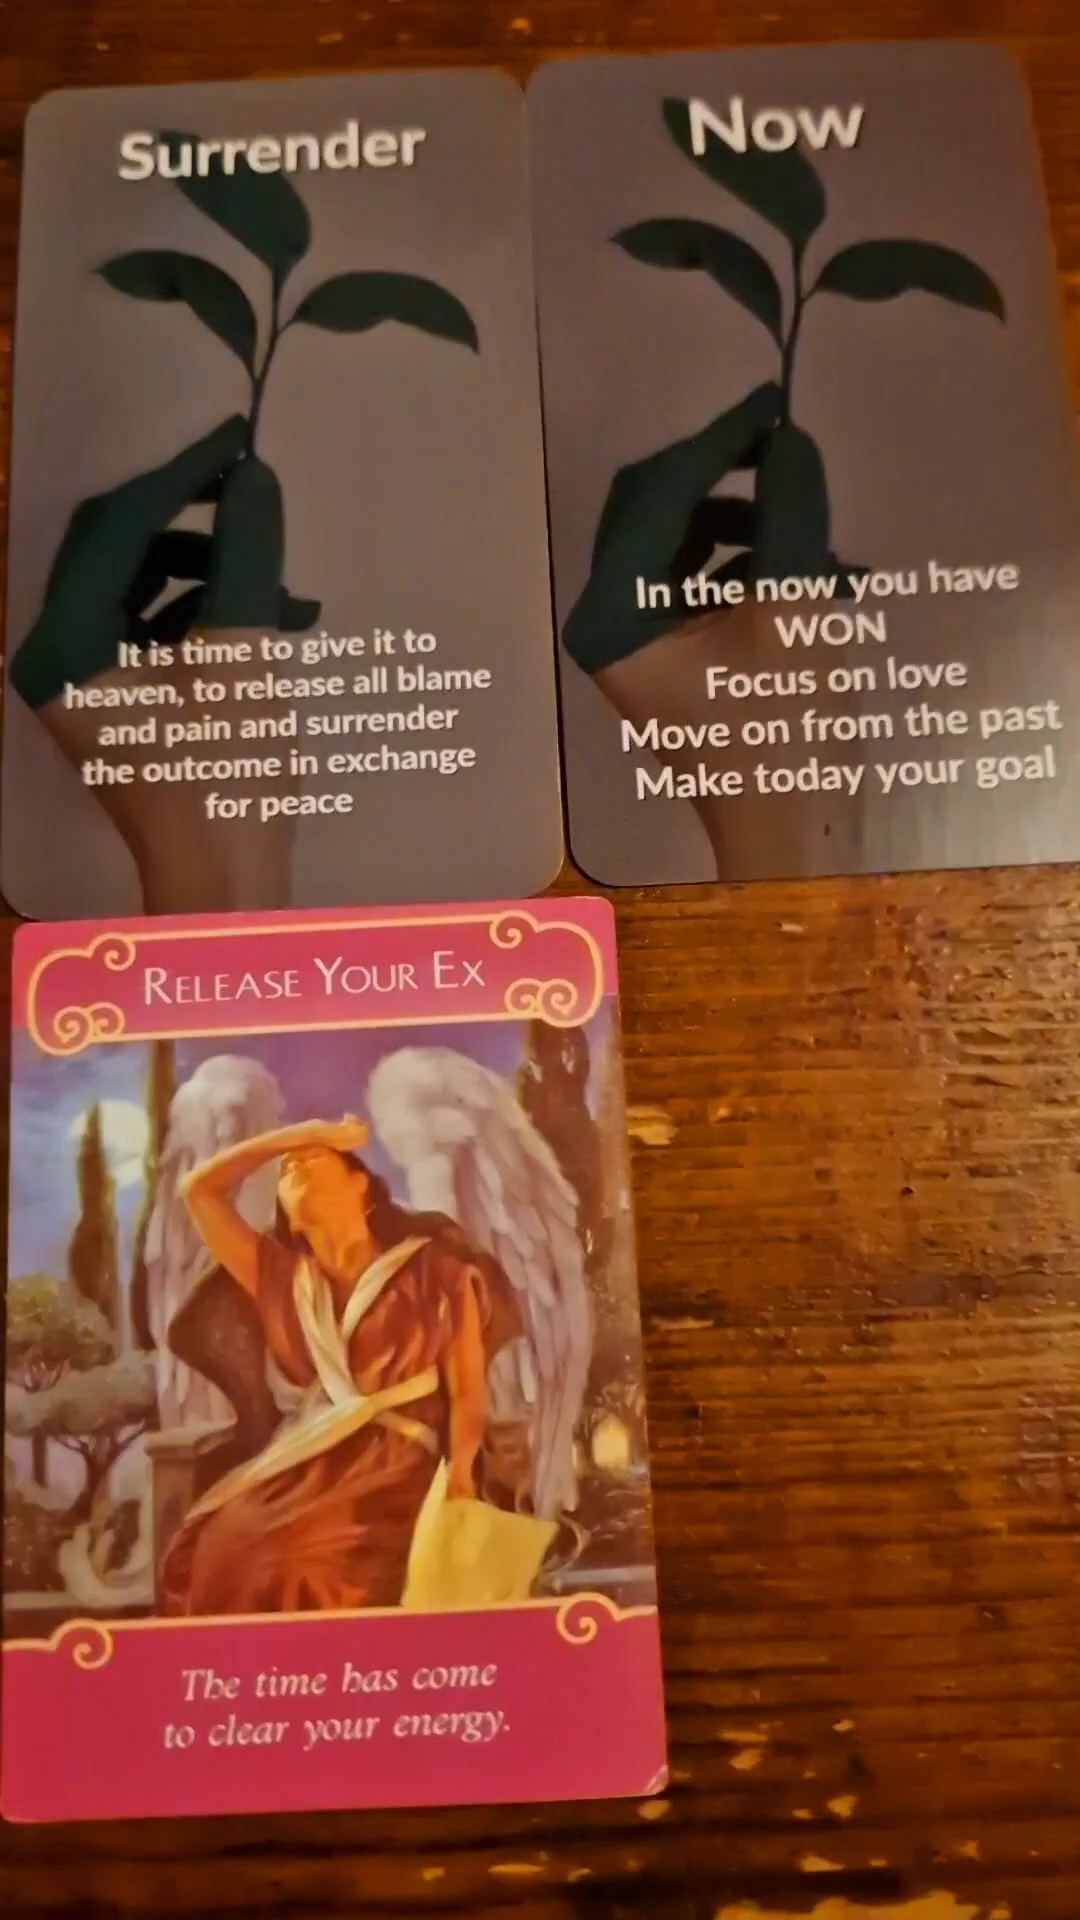 Surrender
It is time to give it to
heaven, to release all blame
and pain and surrender
the outcome in exchange
for peace
Now
In the now you have
WON
Focus on love
Move on from the past
Make today your goal
RELEASE YOUR EX
The time has come
to clear your energy.